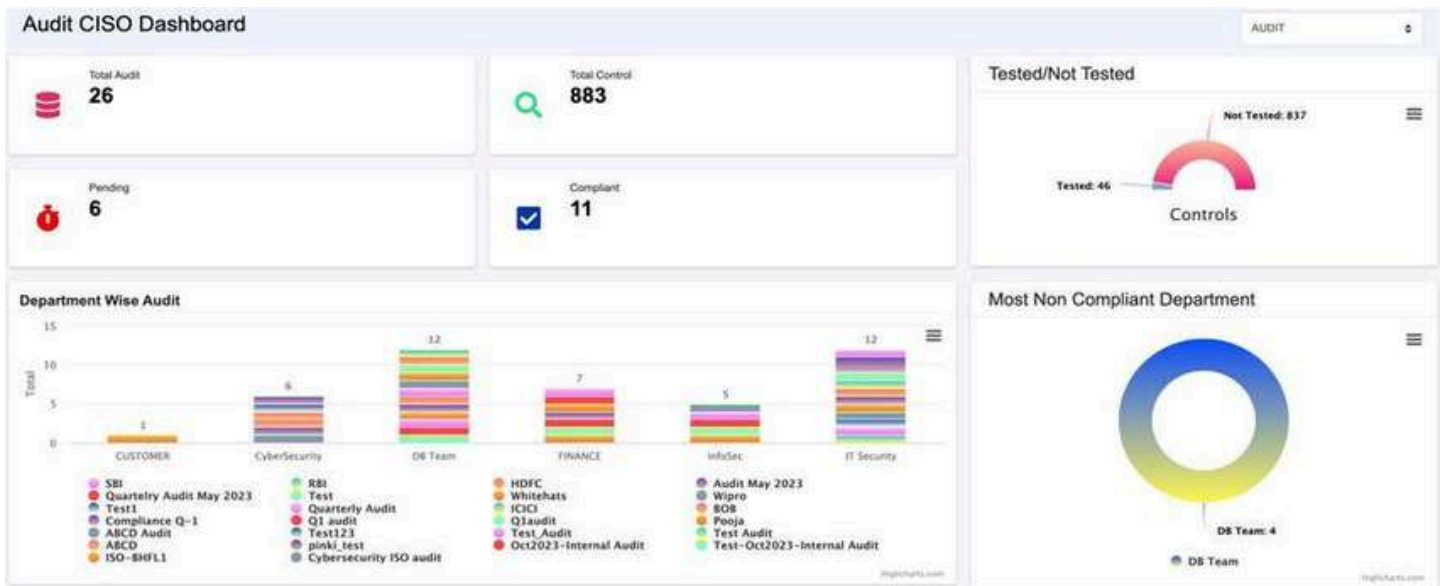 Audit CISO Dashboard
AUDIT
Total Audit
26
Total Control
883
Pending
6
Compliant
11
Tested/Not Tested
Not Tested: 837
Tested: 46
Controls
Department Wise Audit
15
10
5
0
Total
1
6
12
7
5
12
CUSTOMER
CyberSecurity
DB Team
FINANCE
InfoSec
IT Security
SBI
Quartelry Audit May 2023
Test1
Compliance Q-1
ABCD Audit
ABCD
ISO-BHFL1
RBI
Test
Quarterly Audit
Q1 audit
Test123
pinki_test
Cybersecurity ISO audit
HDFC
Whitehats
ICICI
Q1audit
Test_Audit
Oct2023-Internal Audit
Audit May 2023
Wipro
BOB
Pooja
Test Audit
Test-Oct2023-Internal Audit
Highcharts.com
Most Non Compliant Department
DB Team: 4
DB Team
Highcharts.com